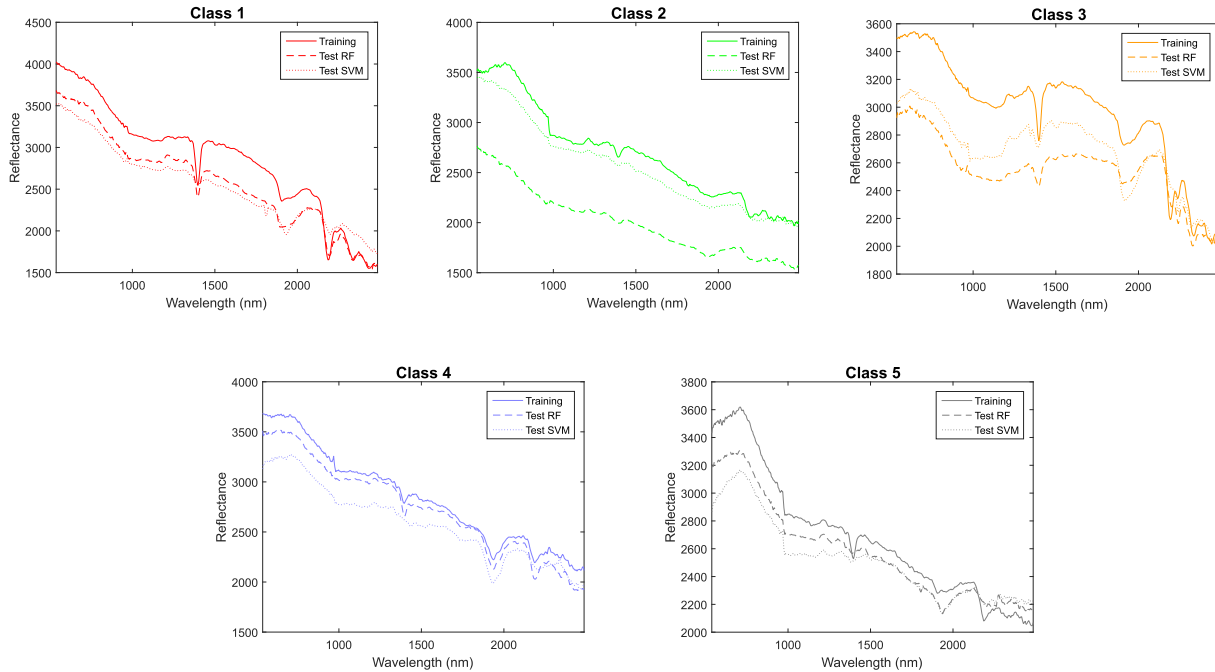 Class 1
4500
4000
3500
3000
2500
2000
1500
1000
2000
Reflectance
Wavelength (nm)
Training
Test RF
Test SVM
Class 2
4000
3500
3000
2500
2000
1500
1000
2000
Reflectance
Wavelength (nm)
Training
Test RF
Test SVM
Class 3
3600
3400
3200
3000
2800
2600
2400
2200
2000
1800
1000
1500
2000
Reflectance
Wavelength (nm)
Training
Test RF
Test SVM
Class 4
4000
3500
3000
2500
2000
1500
1000
2000
Reflectance
Wavelength (nm)
Training
Test RF
Test SVM
Class 5
3800
3600
3400
3200
3000
2800
2600
2400
2200
2000
1000
2000
Reflectance
Wavelength (nm)
Training
Test RF
Test SVM